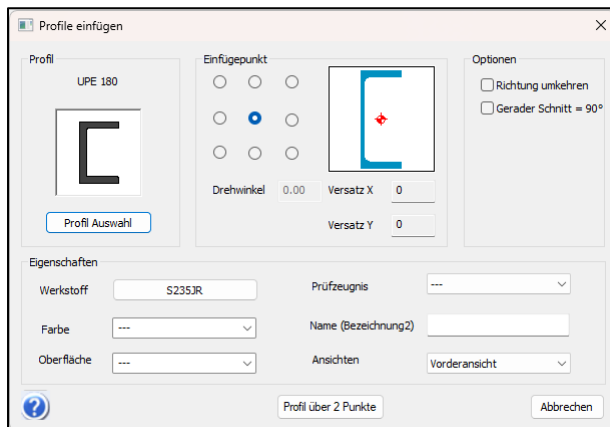 Profile einfügen
Profil
UPE 180
Profil Auswahl
Einfügepunkt
Drehwinkel 0.00 Versatz X 0
Versatz Y 0
Optionen
Richtung umkehren
Gerader Schnitt = 90°
Eigenschaften
Werkstoff S235JR
Prüfzeugnis ---
Farbe ---
Name (Bezeichnung2)
Oberfläche ---
Ansichten Vorderansicht
? Profil über 2 Punkte Abbrechen